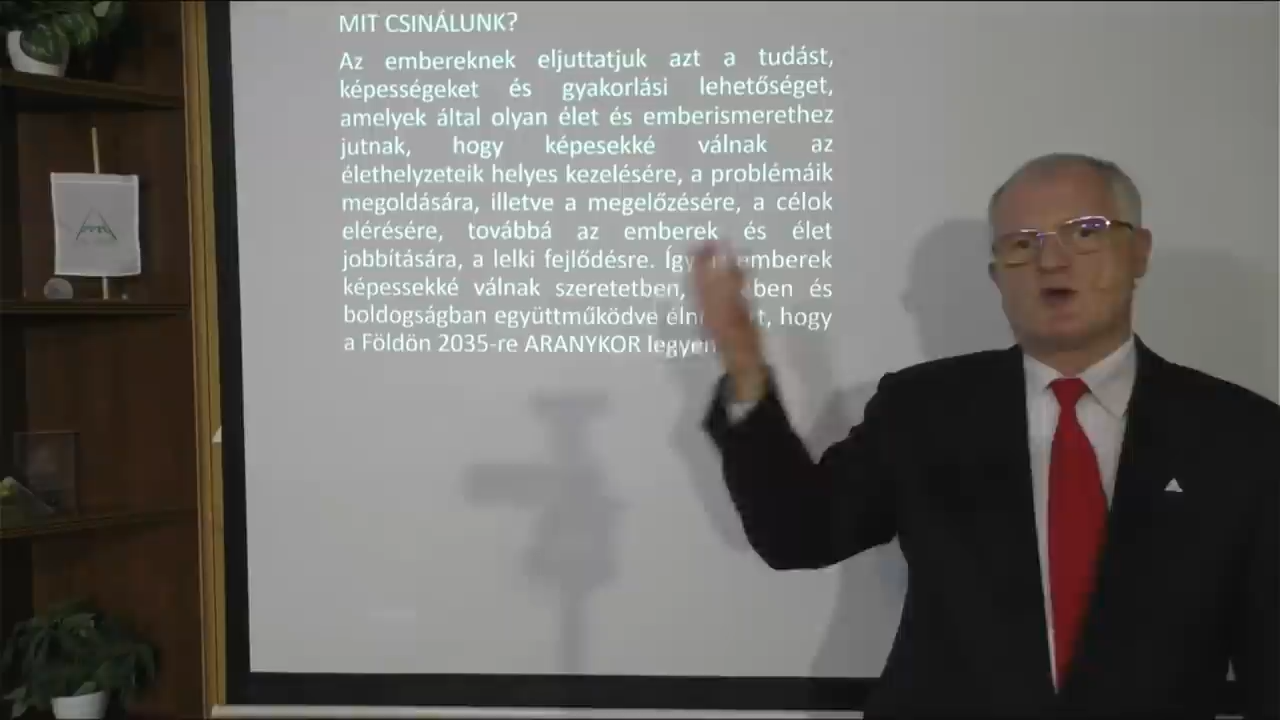 MIT CSINÁLUNK?
Az embereknek eljuttatjuk azt a tudást,
képességeket és gyakorlási lehetőséget,
amelyek által olyan élet és emberismerethez
jutnak, hogy képesekké válnak az
élethelyzeteik helyes kezelésére, a problémáik
megoldására, illetve a megelőzésére, a célok
elérésére, továbbá az emberek és élet
jobbítására, a lelki fejlődésre. Így emberek
képessekké válnak szeretetben, és
boldogságban együttműködve hogy
a Földön 2035-re ARANYKOR legyen